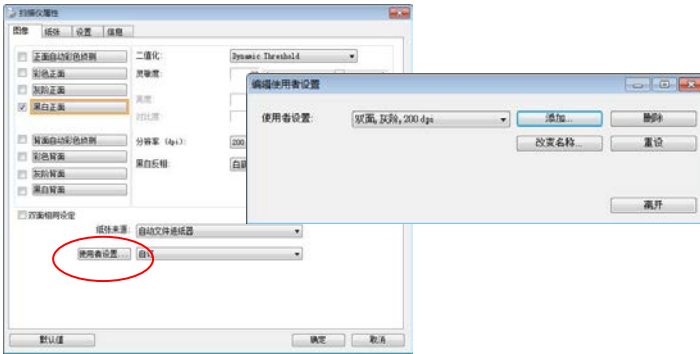 扫描仪属性
图像 纸张 设置 信息
正面自动彩色侦测
彩色正面
灰阶正面
黑白正面
背面自动彩色侦测
彩色背面
灰阶背面
黑白背面
二值化: Dynamic Threshold
灵敏度:
亮度:
对比度:
分辨率 (dpi): 200
黑白反相:
双面相同设定
纸张来源: 自动文件进纸器
使用者设置... 自订
默认值 确定 取消
编辑使用者设置
使用者设置: 双面, 灰阶, 200 dpi 添加... 删除
改变名称... 重设
离开